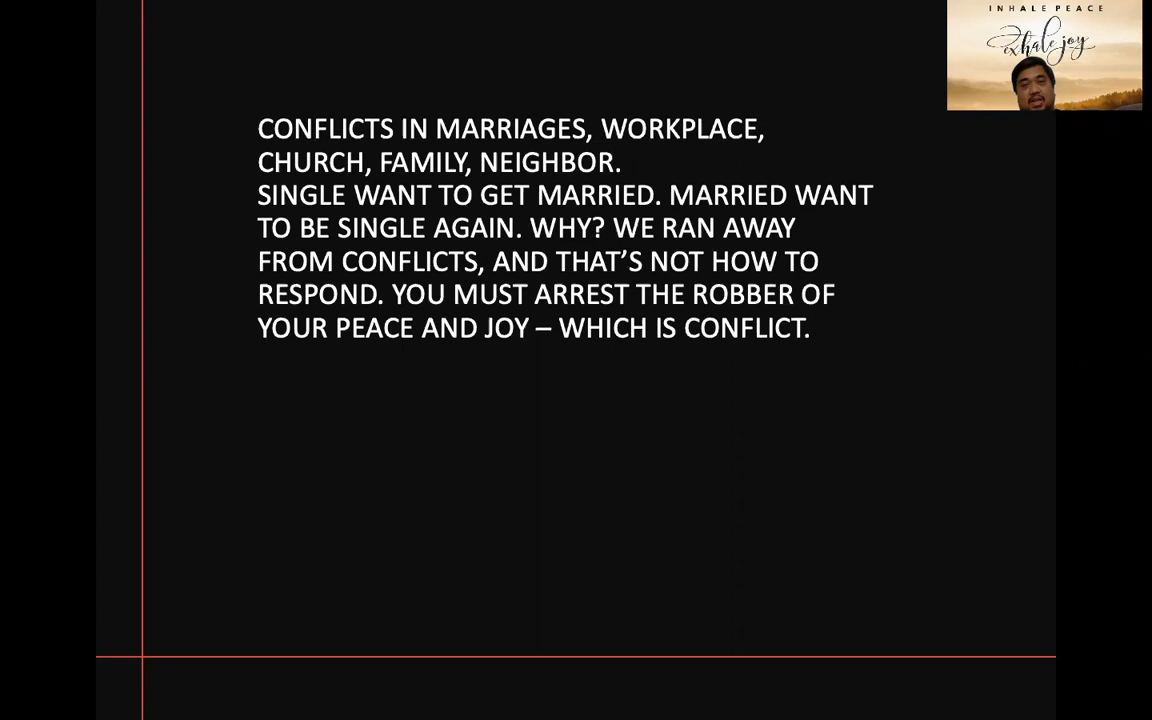 INHALE PEACE
exhale joy
CONFLICTS IN MARRIAGES, WORKPLACE,
CHURCH, FAMILY, NEIGHBOR.
SINGLE WANT TO GET MARRIED. MARRIED WANT
TO BE SINGLE AGAIN. WHY? WE RAN AWAY
FROM CONFLICTS, AND THAT’S NOT HOW TO
RESPOND. YOU MUST ARREST THE ROBBER OF
YOUR PEACE AND JOY – WHICH IS CONFLICT.